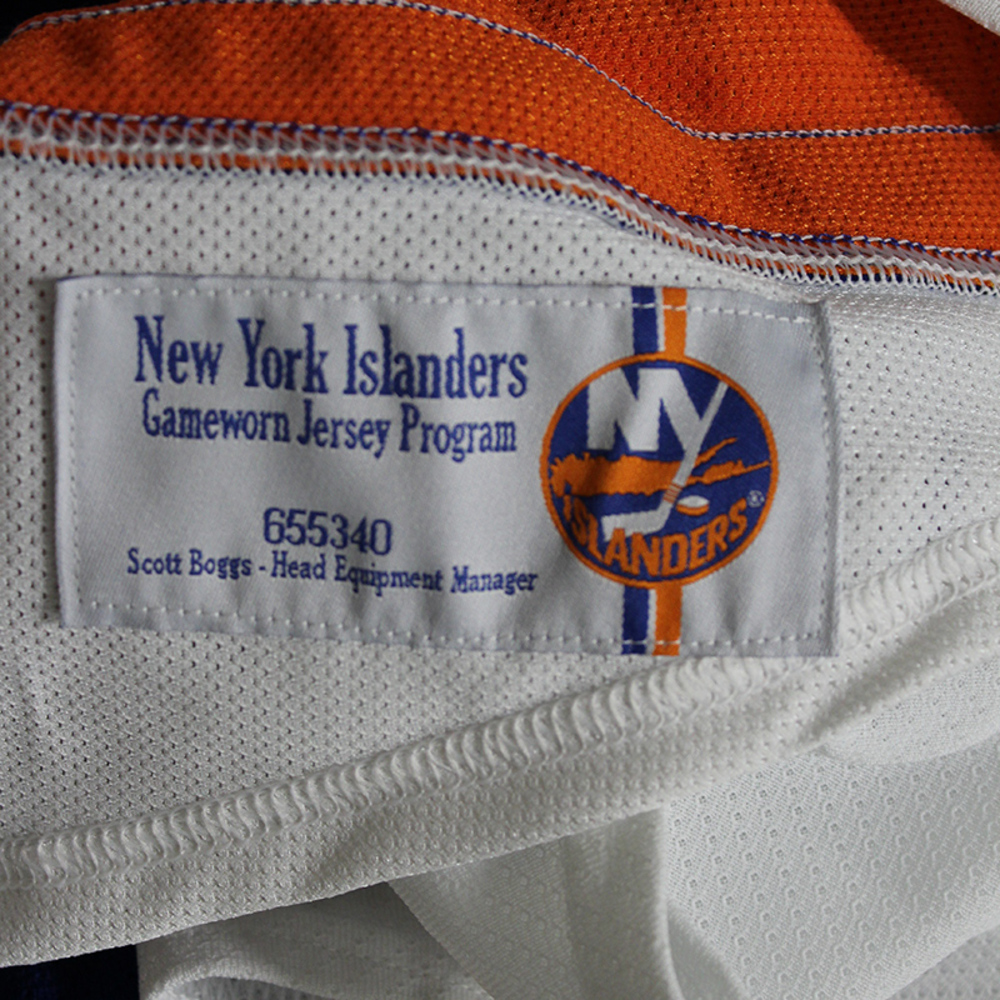 New York Islanders
Gameworn Jersey Program
655340
Scott Boggs - Head Equipment Manager
NY
ISLANDERS®